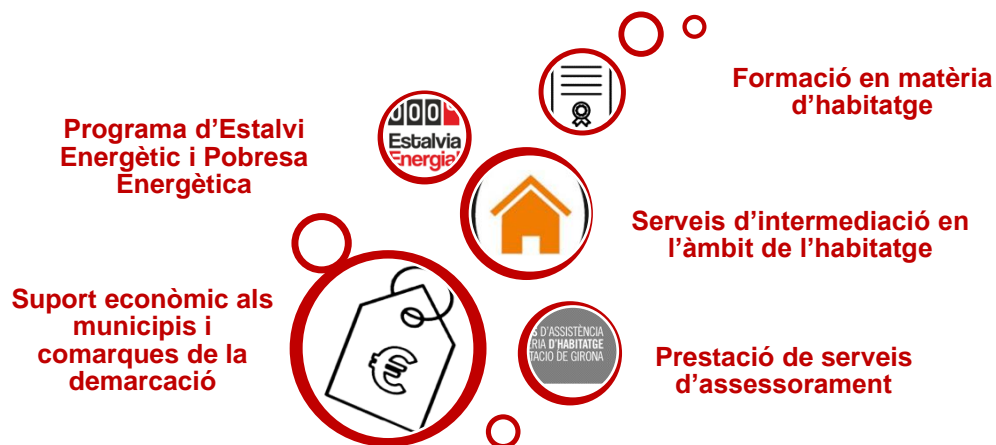 Formació en matèria
d’habitatge
Programa d’Estalvi
Energètic i Pobresa
Energètica
Estalvia
Energia!
Serveis d’intermediació en
l’àmbit de l’habitatge
Suport econòmic als
municipis i
comarques de la
demarcació
€
D’ASSISTÈNCIA
D’HABITATGE
DE GIRONA
Prestació de serveis
d’assessorament